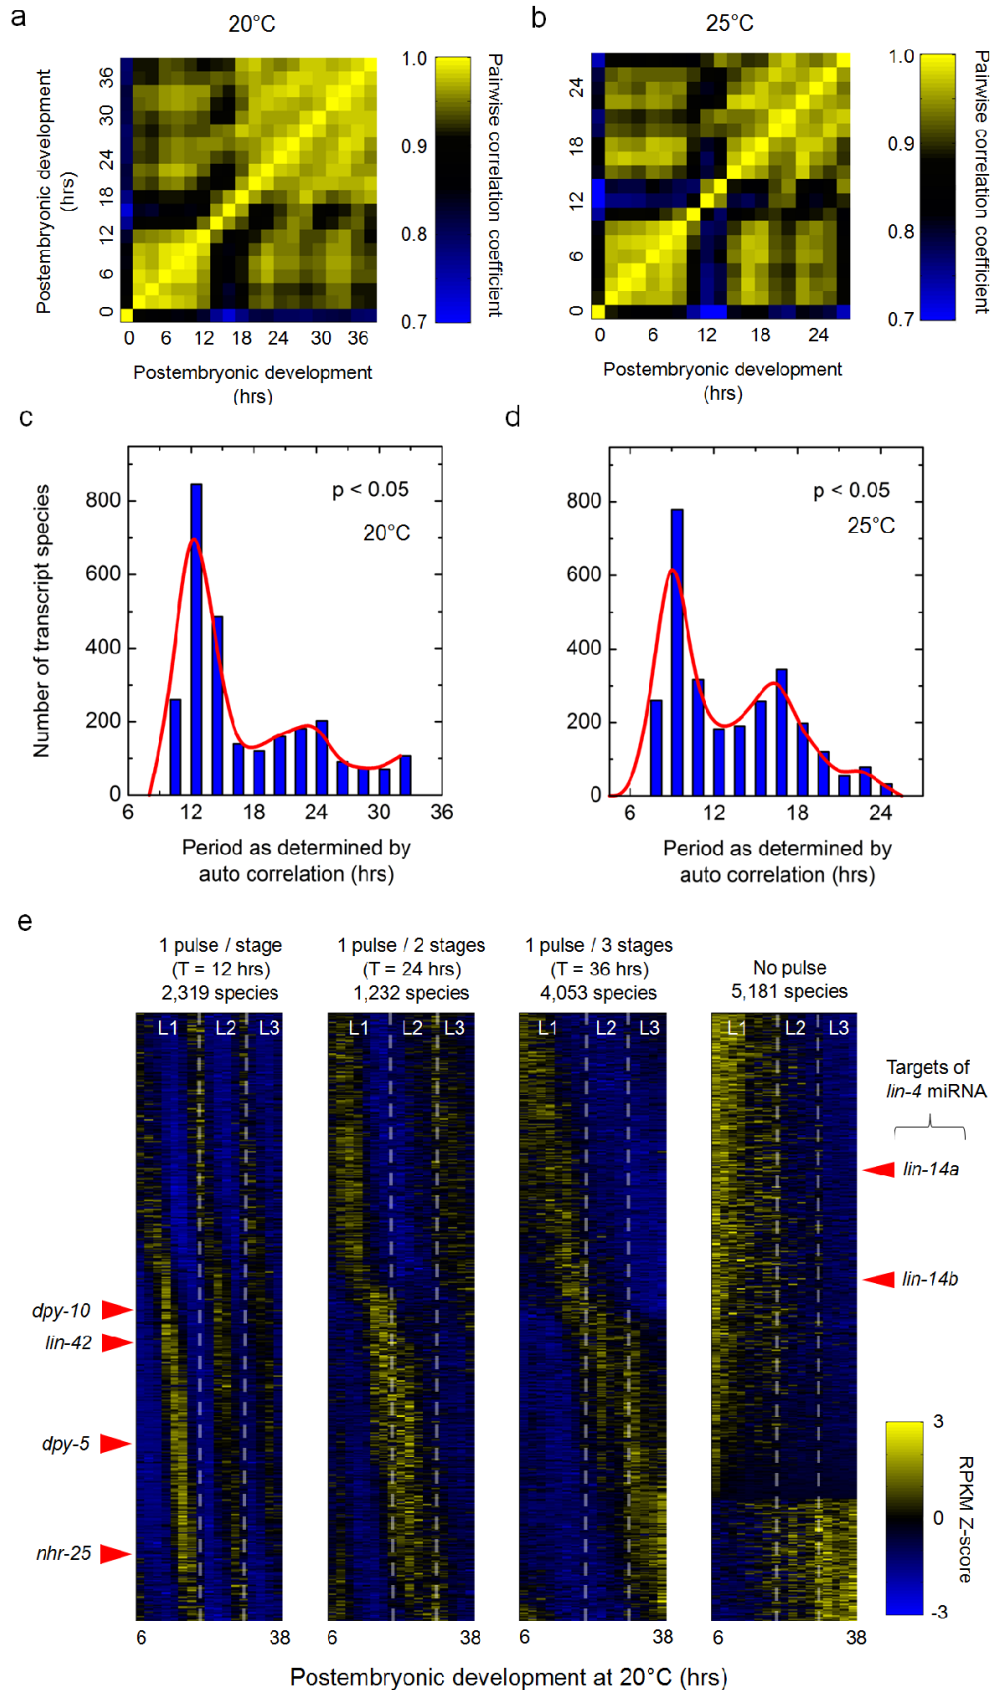 a
20°C
Postembryonic development
(hrs)
36
30
24
18
12
6
0
0 6 12 18 24 30 36
Postembryonic development
(hrs)
1.0
0.9
0.8
0.7
Pairwise correlation coefficient
b
25°C
24
18
12
6
0
0 6 12 18 24
Postembryonic development
(hrs)
1.0
0.9
0.8
0.7
Pairwise correlation coefficient
c
Number of transcript species
800
600
400
200
0
p < 0.05
20°C
6 12 18 24 30 36
Period as determined by
auto correlation (hrs)
d
800
600
400
200
0
p < 0.05
25°C
6 12 18 24
Period as determined by
auto correlation (hrs)
e
1 pulse / stage
(T = 12 hrs)
2,319 species
1 pulse / 2 stages
(T = 24 hrs)
1,232 species
1 pulse / 3 stages
(T = 36 hrs)
4,053 species
No pulse
5,181 species
L1 L2 L3
L1 L2 L3
L1 L2 L3
L1 L2 L3
Targets of
lin-4 miRNA
lin-14a
lin-14b
dpy-10
lin-42
dpy-5
nhr-25
3
0
-3
RPKM Z-score
6 38
6 38
6 38
6 38
Postembryonic development at 20°C (hrs)